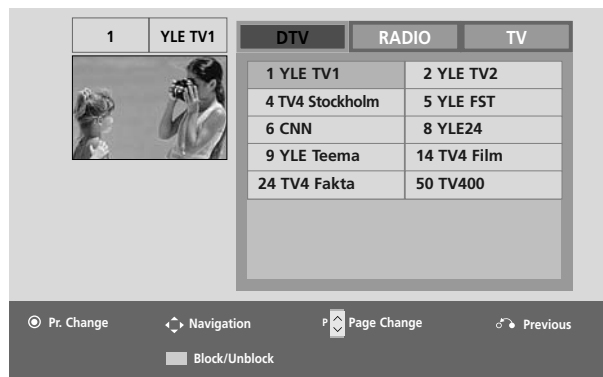 1 YLE TV1
DTV RADIO TV
1 YLE TV1 2 YLE TV2
4 TV4 Stockholm 5 YLE FST
6 CNN 8 YLE24
9 YLE Teema 14 TV4 Film
24 TV4 Fakta 50 TV400
Pr. Change Navigation P Page Change Previous
Block/Unblock